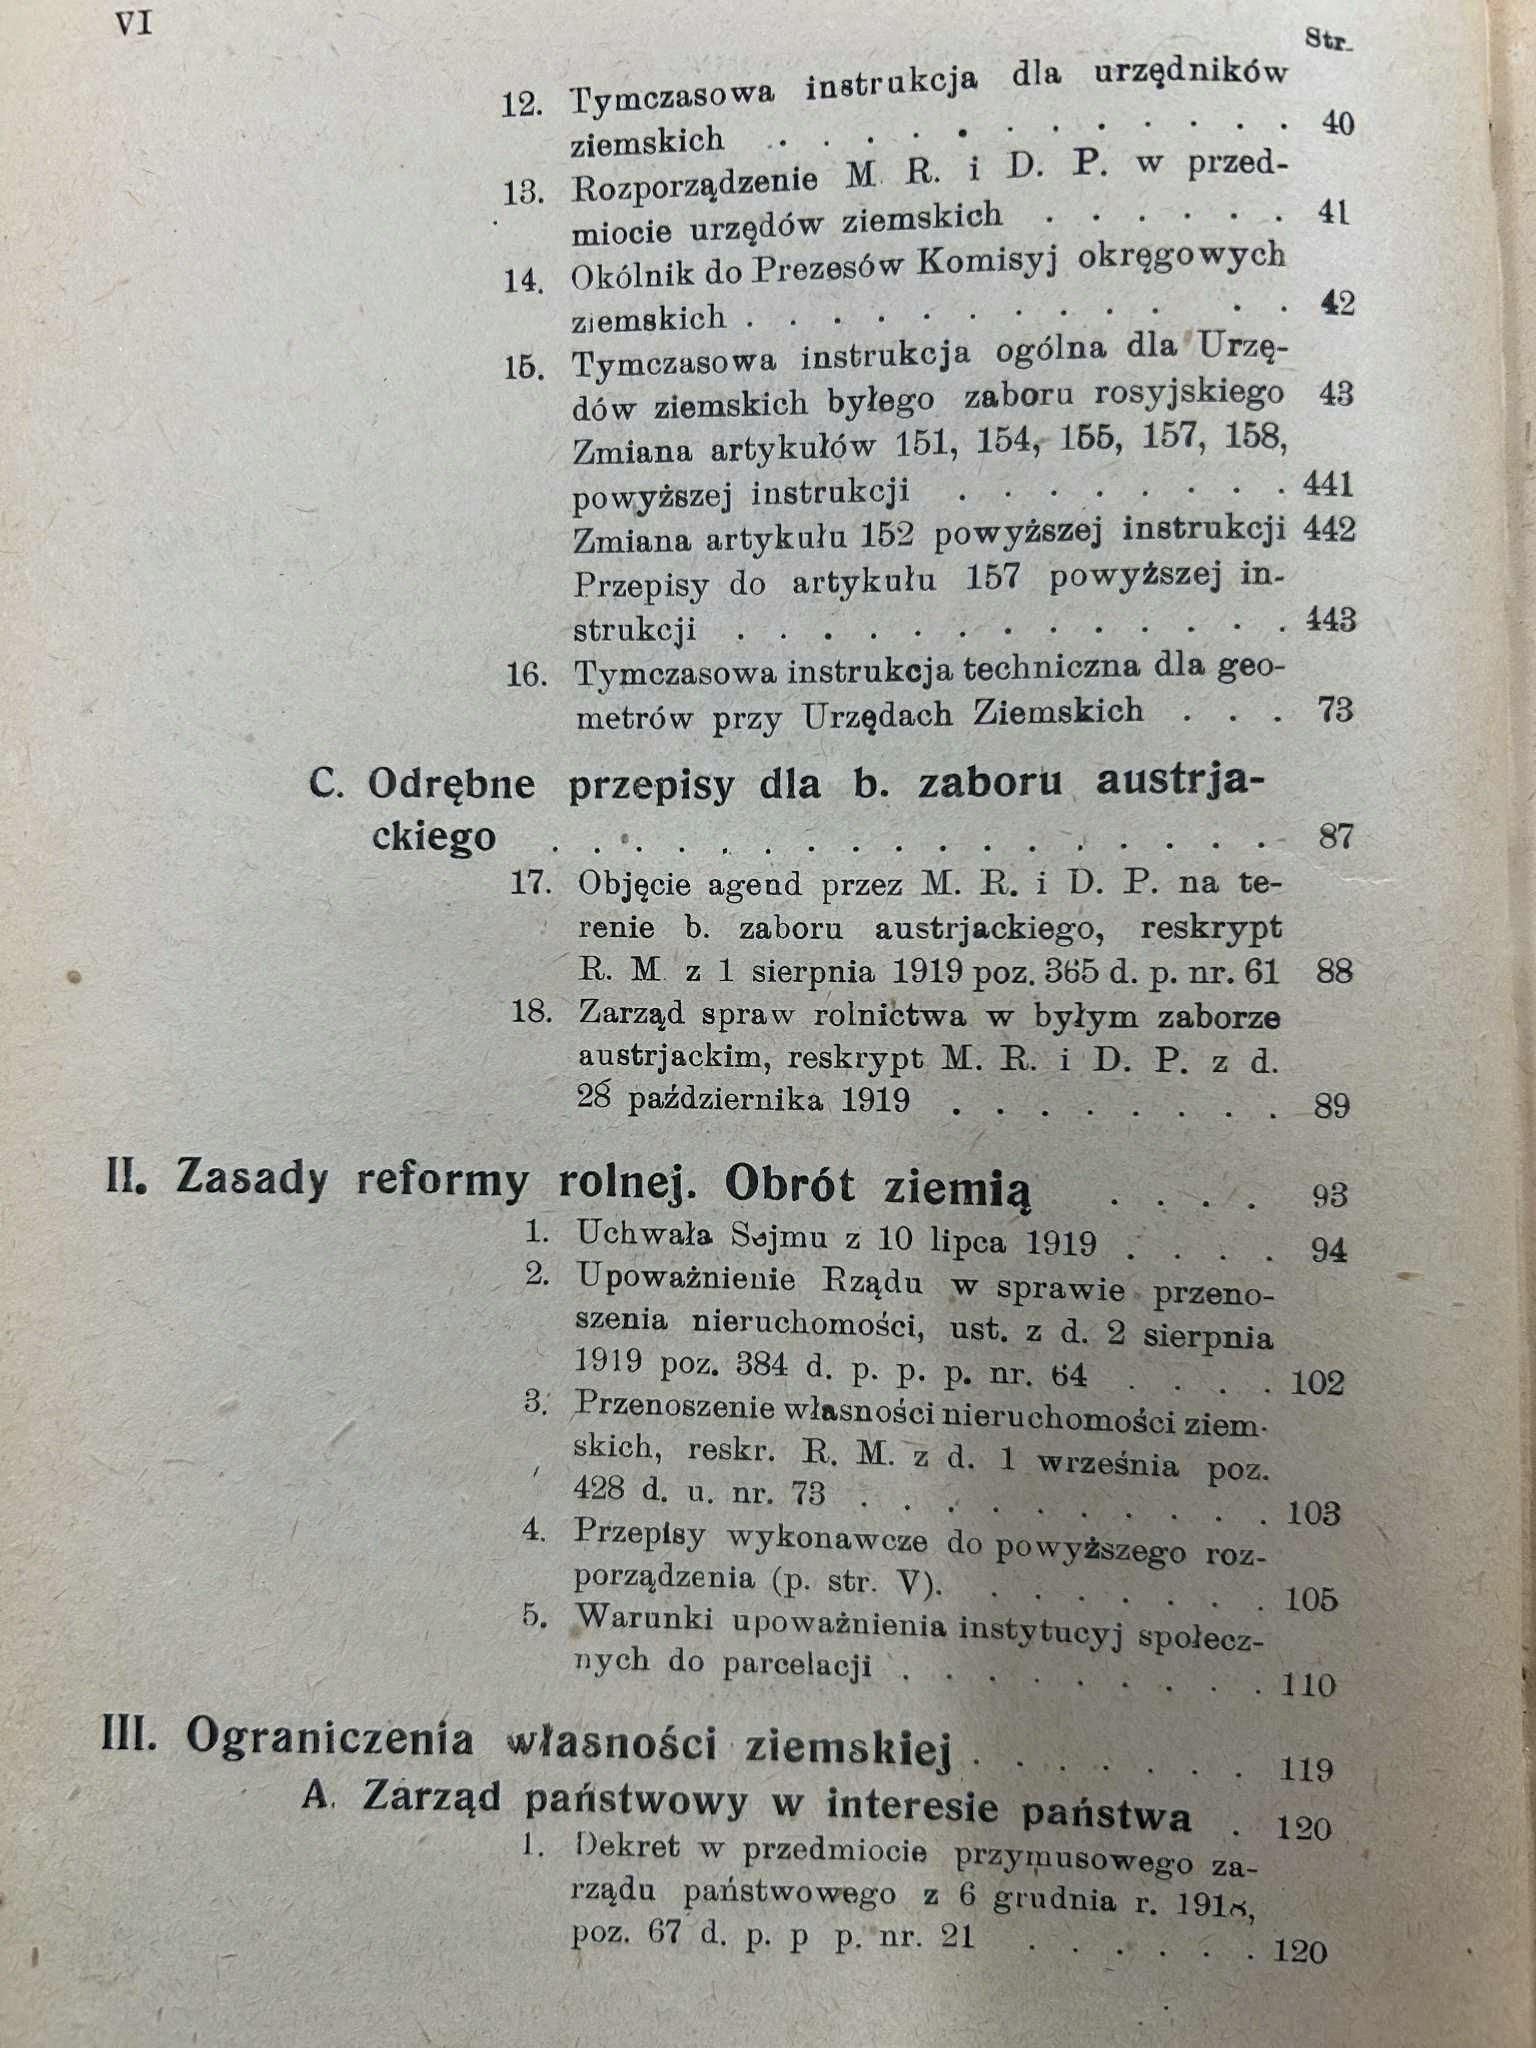 VI
Str.
12. Tymczasowa instrukcja dla urzędników
ziemskich . . . . . . . . . . . . 40
13. Rozporządzenie M. R. i D. P. w przed-
miocie urzędów ziemskich . . . . . . 41
14. Okólnik do Prezesów Komisyj okręgowych
ziemskich . . . . . . . . . . . . 42
15. Tymczasowa instrukcja ogólna dla Urzę-
dów ziemskich byłego zaboru rosyjskiego 43
Zmiana artykułów 151, 154, 155, 157, 158,
powyższej instrukcji . . . . . . . . 441
Zmiana artykułu 152 powyższej instrukcji 442
Przepisy do artykułu 157 powyższej in-
strukcji . . . . . . . . . . . . . 443
16. Tymczasowa instrukcja techniczna dla geo-
metrów przy Urzędach Ziemskich . . . 73
C. Odrębne przepisy dla b. zaboru austrja-
ckiego . . . . . . . . . . . . . . . . . 87
17. Objęcie agend przez M. R. i D. P. na te-
renie b. zaboru austrjackiego, reskrypt
R. M z 1 sierpnia 1919 poz. 365 d. p. nr. 61 88
18. Zarząd spraw rolnictwa w byłym zaborze
austrjackim, reskrypt M. R. i D. P. z d.
28 października 1919 . . . . . . . . 89
II. Zasady reformy rolnej. Obrót ziemią . . . . 93
1. Uchwała Sejmu z 10 lipca 1919 . . . . 94
2. Upoważnienie Rządu w sprawie przeno-
szenia nieruchomości, ust. z d. 2 sierpnia
1919 poz. 384 d. p. p. p. nr. 64 . . . . 102
3. Przenoszenie własności nieruchomości ziem-
skich, reskr. R. M. z d. 1 września poz.
428 d. u. nr. 73 . . . . . . . . . . 103
4. Przepisy wykonawcze do powyższego roz-
porządzenia (p. str. V). . . . . . . . 105
5. Warunki upoważnienia instytucyj społecz-
nych do parcelacji . . . . . . . . . 110
III. Ograniczenia własności ziemskiej . . . . . . . 119
A. Zarząd państwowy w interesie państwa . 120
1. Dekret w przedmiocie przymusowego za-
rządu państwowego z 6 grudnia r. 1918,
poz. 67 d. p. p p. nr. 21 . . . . . . 120